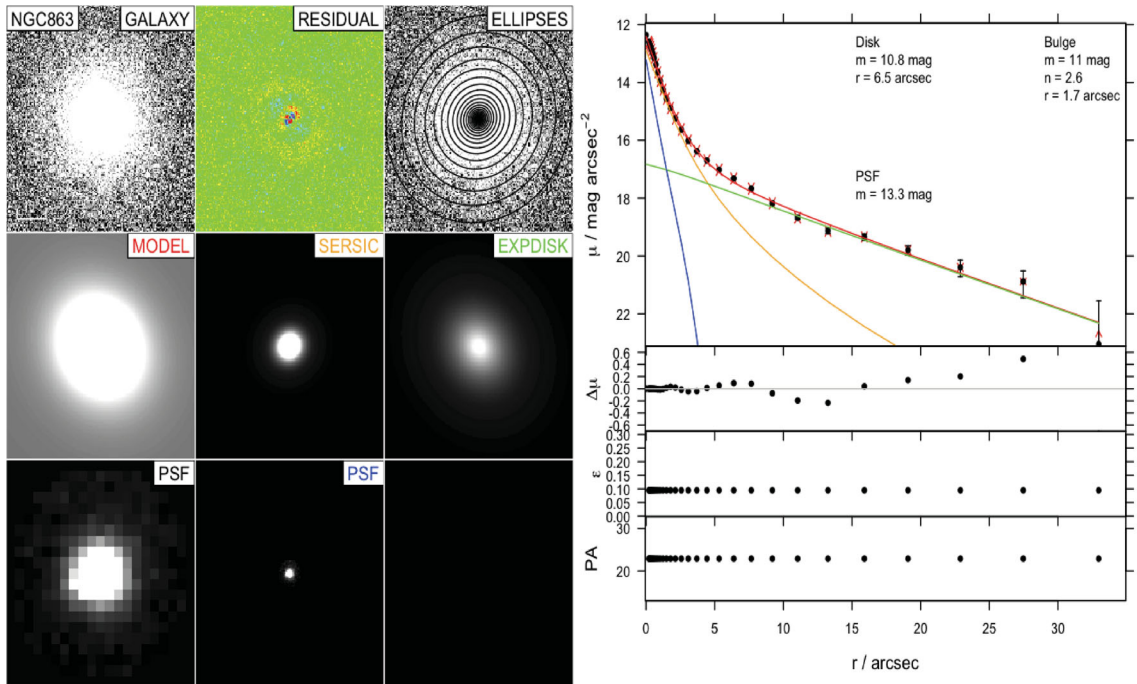 NGC863 GALAXY RESIDUAL ELLIPSES
MODEL SERSIC EXPDISK
PSF PSF
μ / mag arcsec⁻²
12
14
16
18
20
22
Disk
m = 10.8 mag
r = 6.5 arcsec
Bulge
m = 11 mag
n = 2.6
r = 1.7 arcsec
PSF
m = 13.3 mag
Δμ
0.6
0.4
0.2
0.0
-0.2
-0.4
-0.6
ε
0.30
0.25
0.20
0.15
0.10
0.05
0.00
PA
30
20
0 5 10 15 20 25 30
r / arcsec